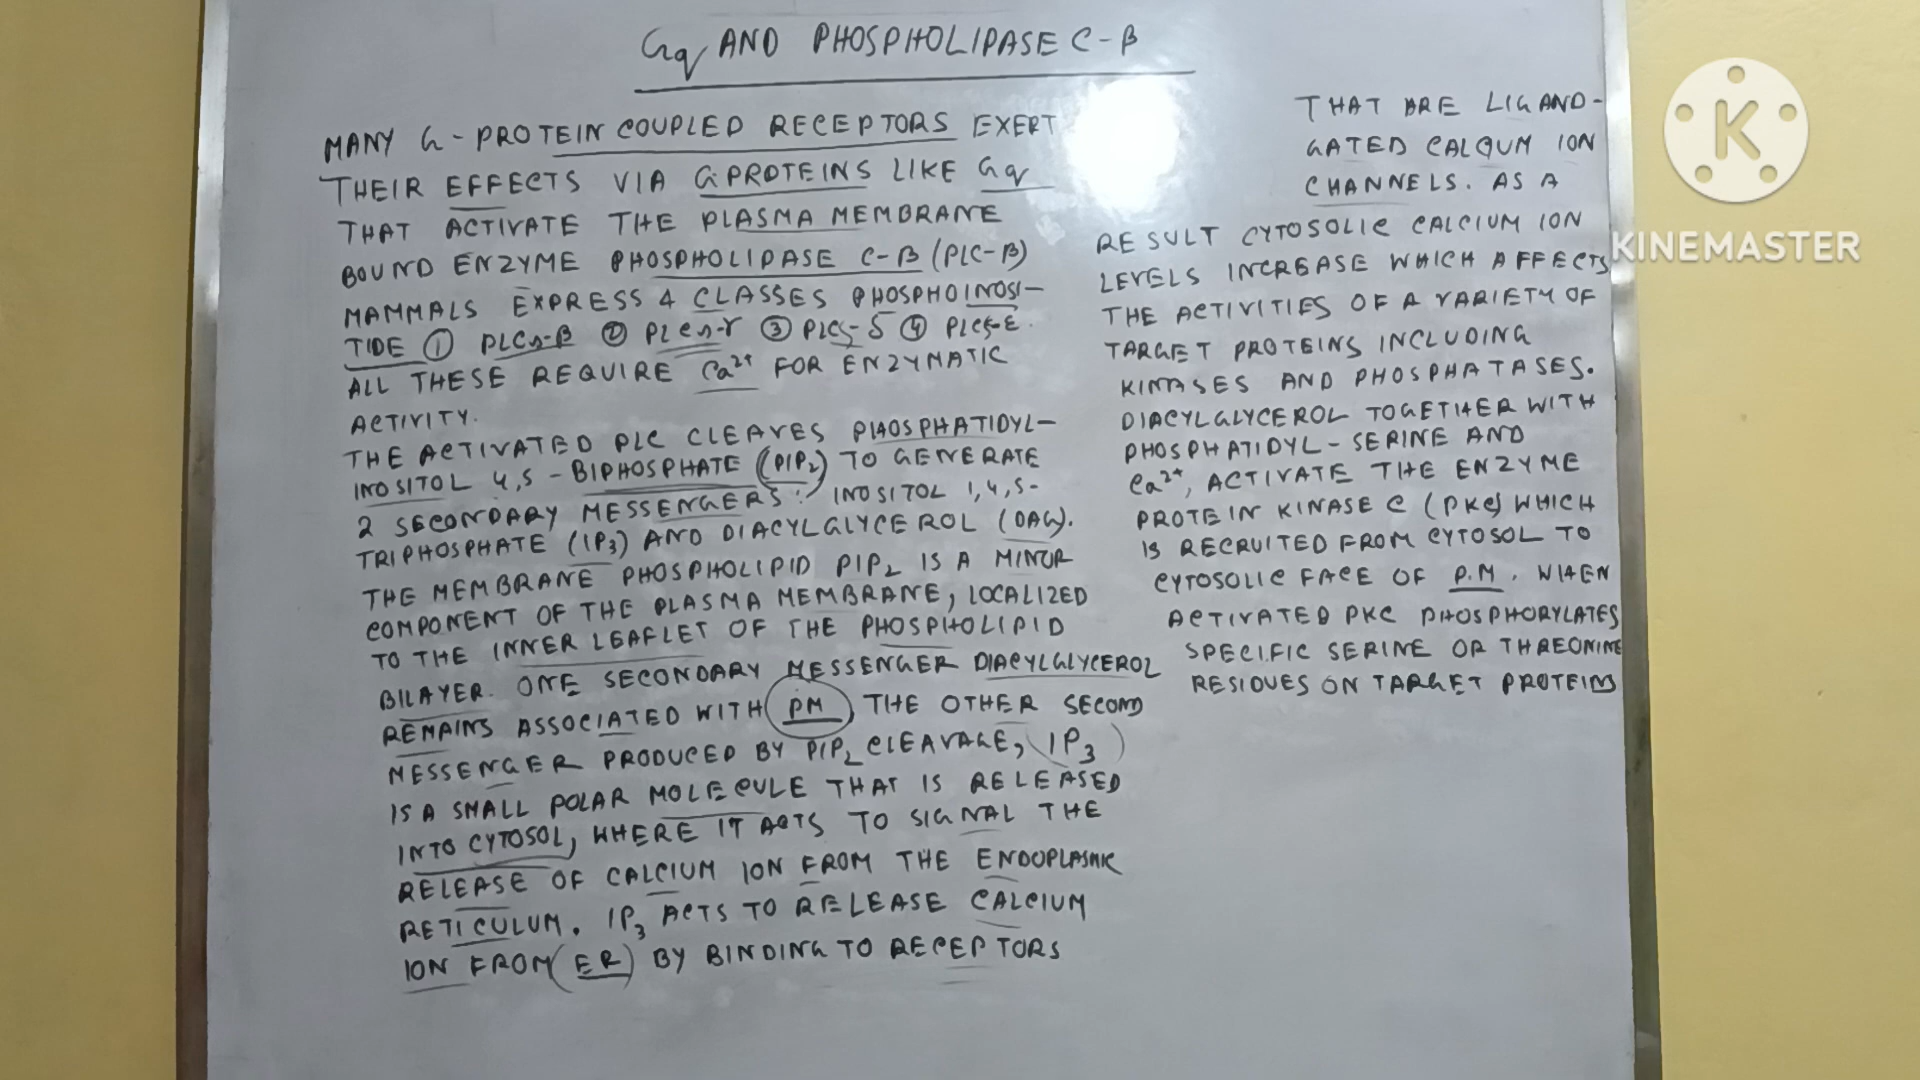 Gq AND PHOSPHOLIPASE C-β
MANY G-PROTEIN COUPLED RECEPTORS EXERT
THEIR EFFECTS VIA G PROTEINS LIKE Gq
THAT ACTIVATE THE PLASMA MEMBRANE
BOUND ENZYME PHOSPHOLIPASE C-β (PLC-β)
MAMMALS EXPRESS 4 CLASSES PHOSPHOINOSI-
TIDE ① PLCs-β ② PLCs-γ ③ PLCs-δ ④ PLCs-ε.
ALL THESE REQUIRE Ca²⁺ FOR ENZYMATIC
ACTIVITY.
THE ACTIVATED PLC CLEAVES PHOSPHATIDYL-
INOSITOL 4,5-BIPHOSPHATE (PIP₂) TO GENERATE
2 SECONDARY MESSENGERS: INOSITOL 1,4,5-
TRIPHOSPHATE (IP₃) AND DIACYLGLYCEROL (DAG).
THE MEMBRANE PHOSPHOLIPID PIP₂ IS A MINOR
COMPONENT OF THE PLASMA MEMBRANE, LOCALIZED
TO THE INNER LEAFLET OF THE PHOSPHOLIPID
BILAYER. ONE SECONDARY MESSENGER DIACYLGLYCEROL
REMAINS ASSOCIATED WITH (PM), THE OTHER SECOND
MESSENGER PRODUCED BY PIP₂ CLEAVAGE, (IP₃)
IS A SMALL POLAR MOLECULE THAT IS RELEASED
INTO CYTOSOL, WHERE IT ACTS TO SIGNAL THE
RELEASE OF CALCIUM ION FROM THE ENDOPLASMIC
RETICULUM. IP₃ ACTS TO RELEASE CALCIUM
ION FROM (ER) BY BINDING TO RECEPTORS
THAT ARE LIGAND-
GATED CALCIUM ION
CHANNELS. AS A
RESULT CYTOSOLIC CALCIUM ION
LEVELS INCREASE WHICH AFFECTS
THE ACTIVITIES OF A VARIETY OF
TARGET PROTEINS INCLUDING
KINASES AND PHOSPHATASES.
DIACYLGLYCEROL TOGETHER WITH
PHOSPHATIDYL-SERINE AND
Ca²⁺, ACTIVATE THE ENZYME
PROTEIN KINASE C (PKC) WHICH
IS RECRUITED FROM CYTOSOL TO
CYTOSOLIC FACE OF P.M. WHEN
ACTIVATED PKC PHOSPHORYLATES
SPECIFIC SERINE OR THREONINE
RESIDUES ON TARGET PROTEINS
K
KINEMASTER